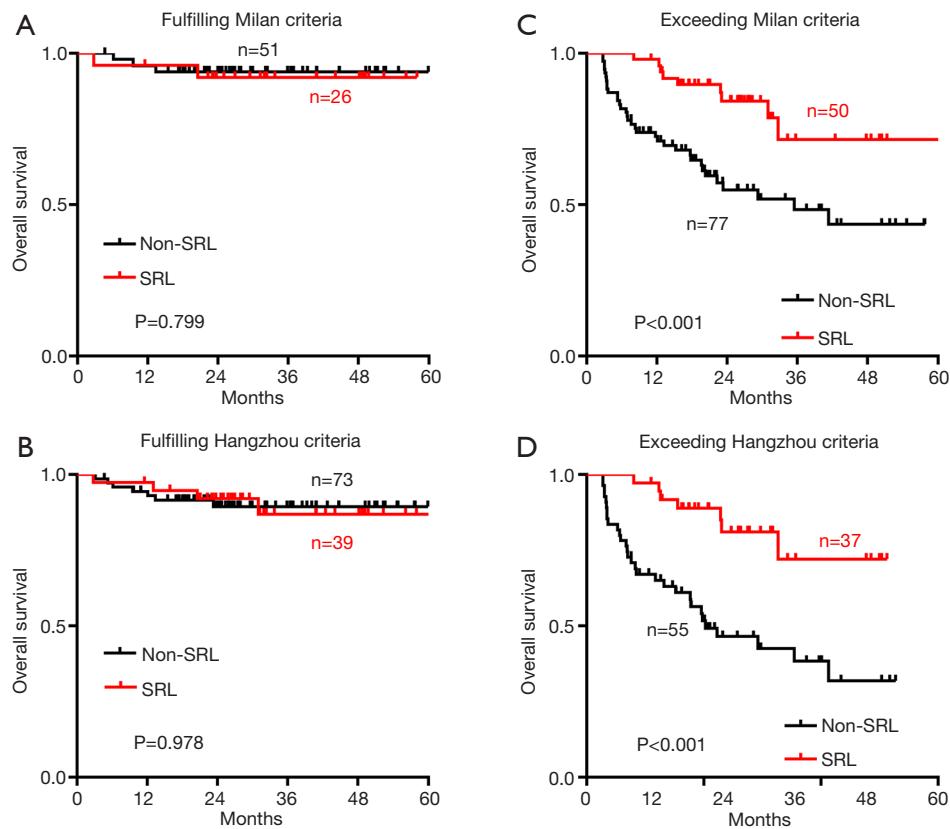 A
Fulfilling Milan criteria
n=51
1.0
n=26
0.5
Overall survival
Non-SRL
SRL
P=0.799
0.0
0 12 24 36 48 60
Months
C
Exceeding Milan criteria
1.0
n=50
0.5
n=77
Overall survival
Non-SRL
P<0.001
SRL
0.0
0 12 24 36 48 60
Months
B
Fulfilling Hangzhou criteria
n=73
1.0
n=39
0.5
Overall survival
Non-SRL
SRL
P=0.978
0.0
0 12 24 36 48 60
Months
D
Exceeding Hangzhou criteria
1.0
n=37
0.5
n=55
Overall survival
Non-SRL
P<0.001
SRL
0.0
0 12 24 36 48 60
Months